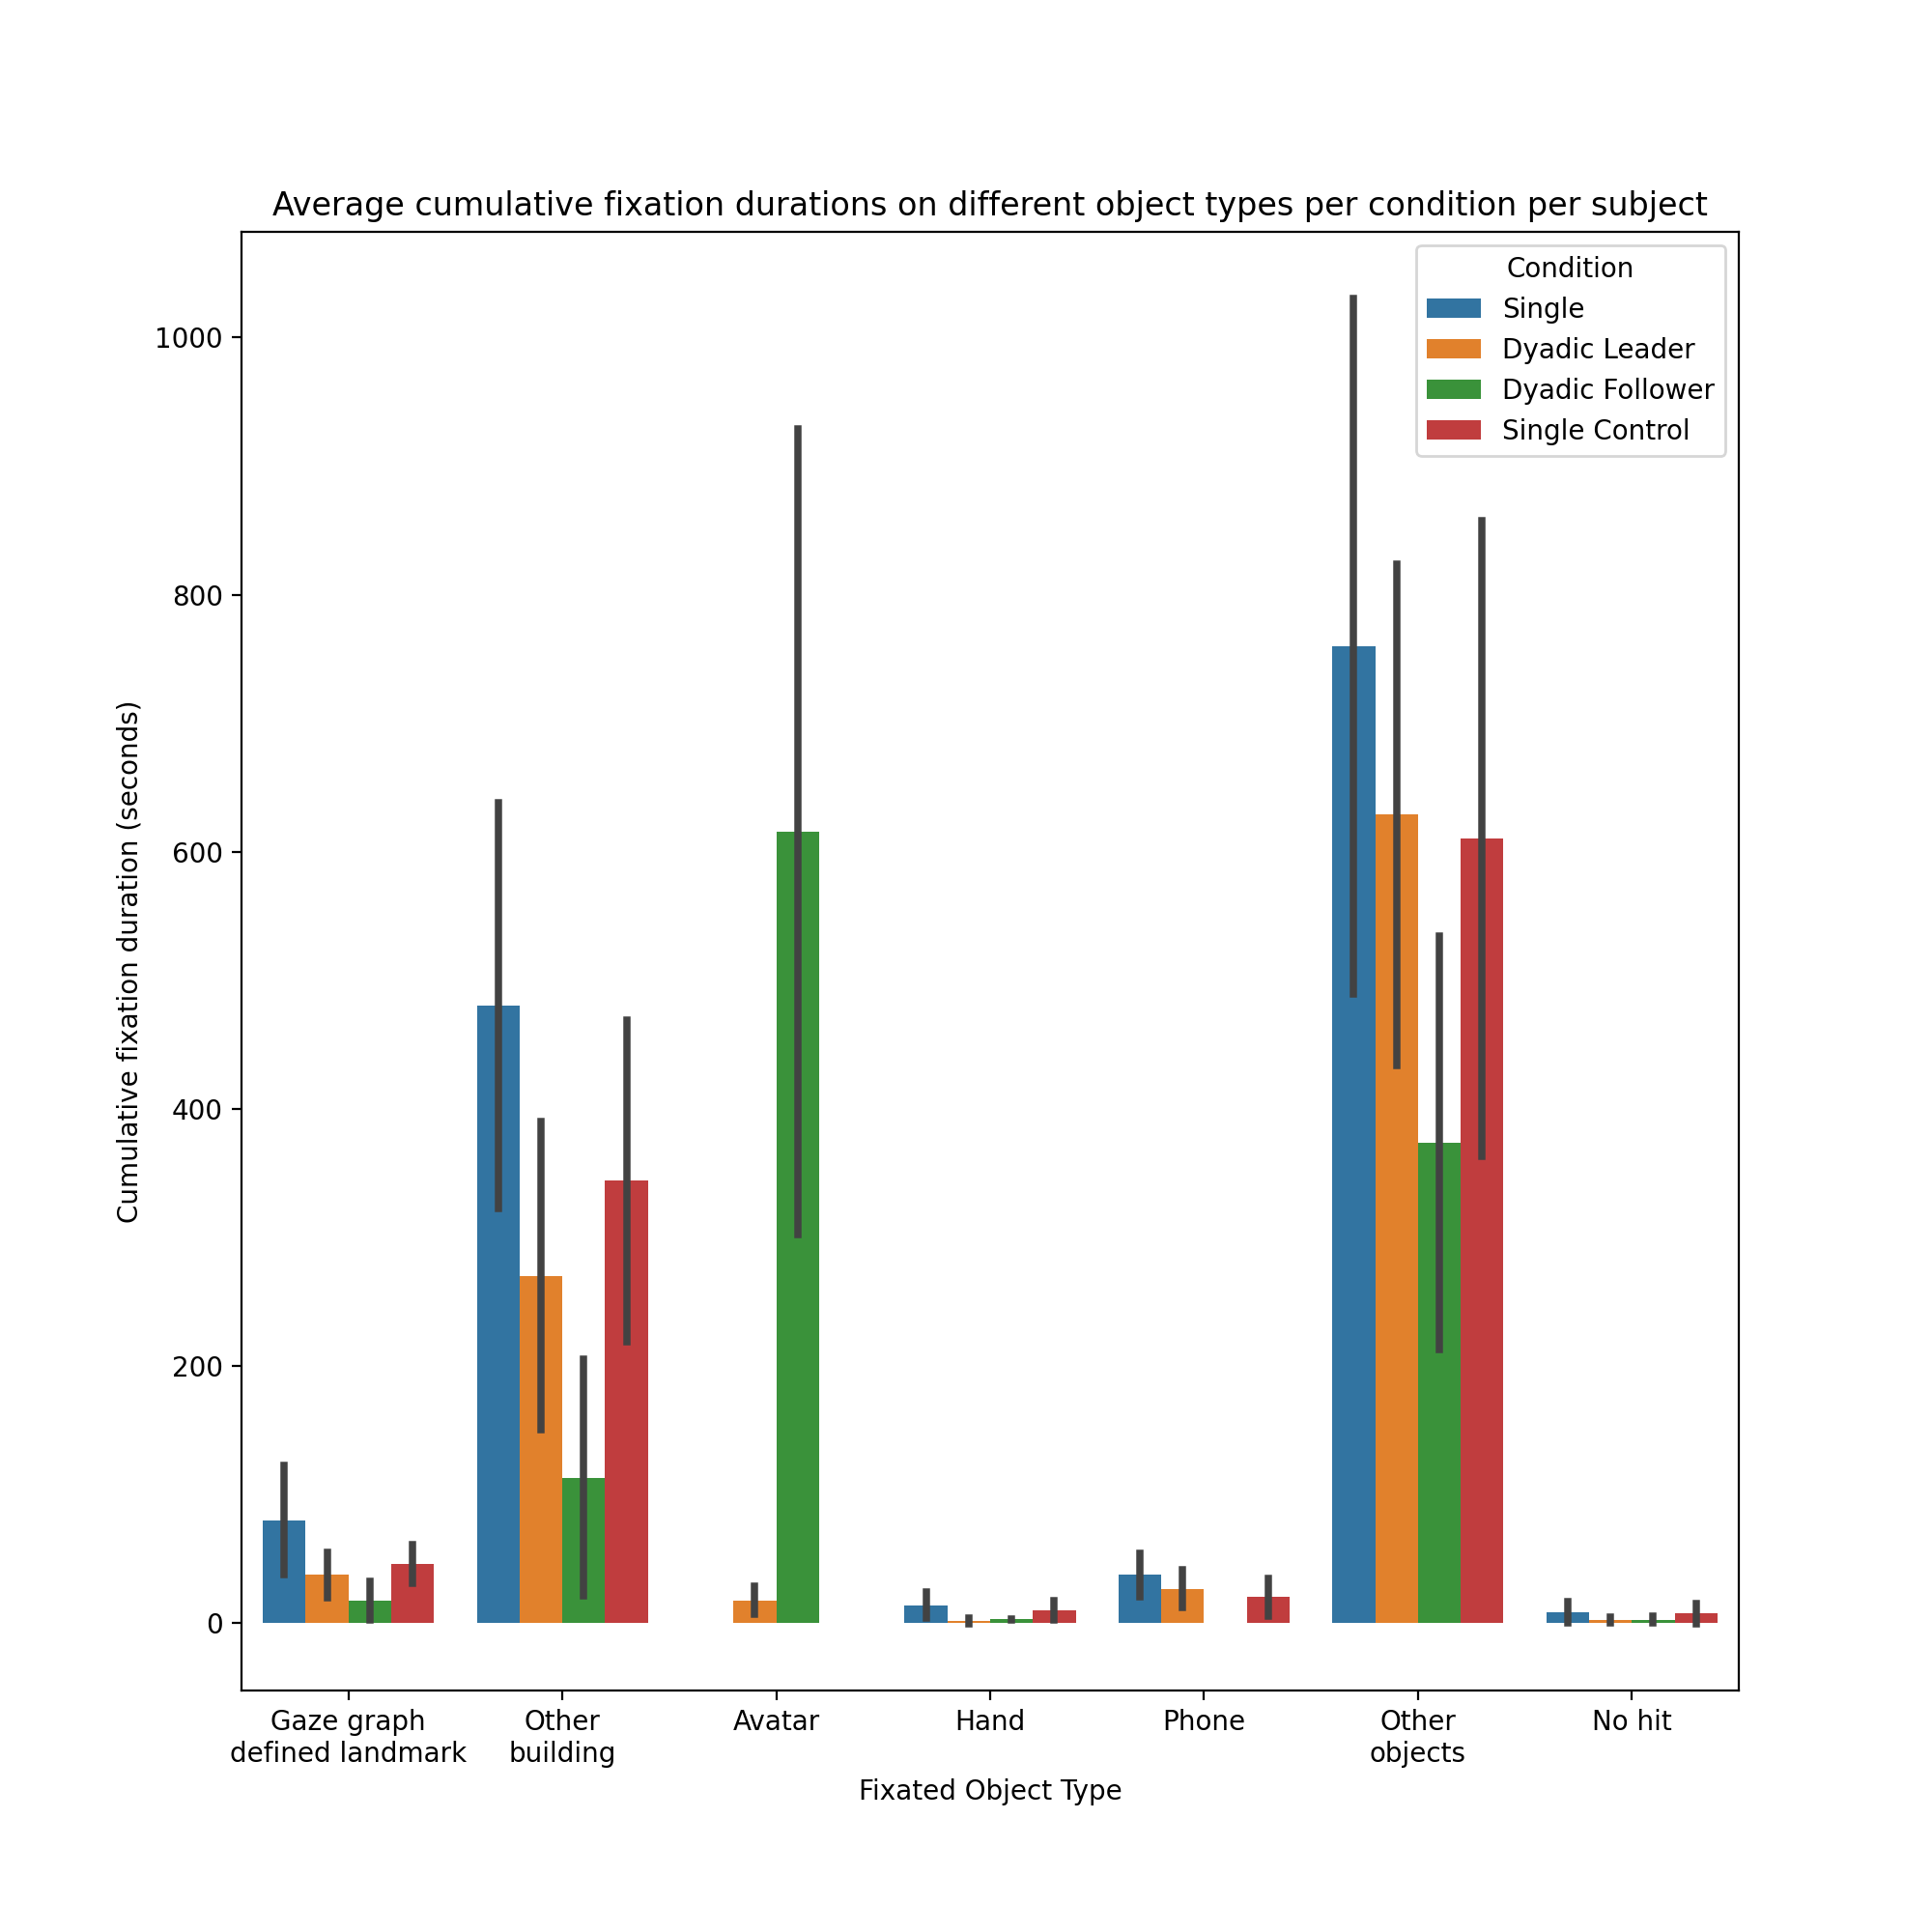 Average cumulative fixation durations on different object types per condition per subject
Condition
Single
Dyadic Leader
Dyadic Follower
Single Control
Cumulative fixation duration (seconds)
1000
800
600
400
200
0
Gaze graph
defined landmark
Other
building
Avatar
Hand
Phone
Other
objects
No hit
Fixated Object Type